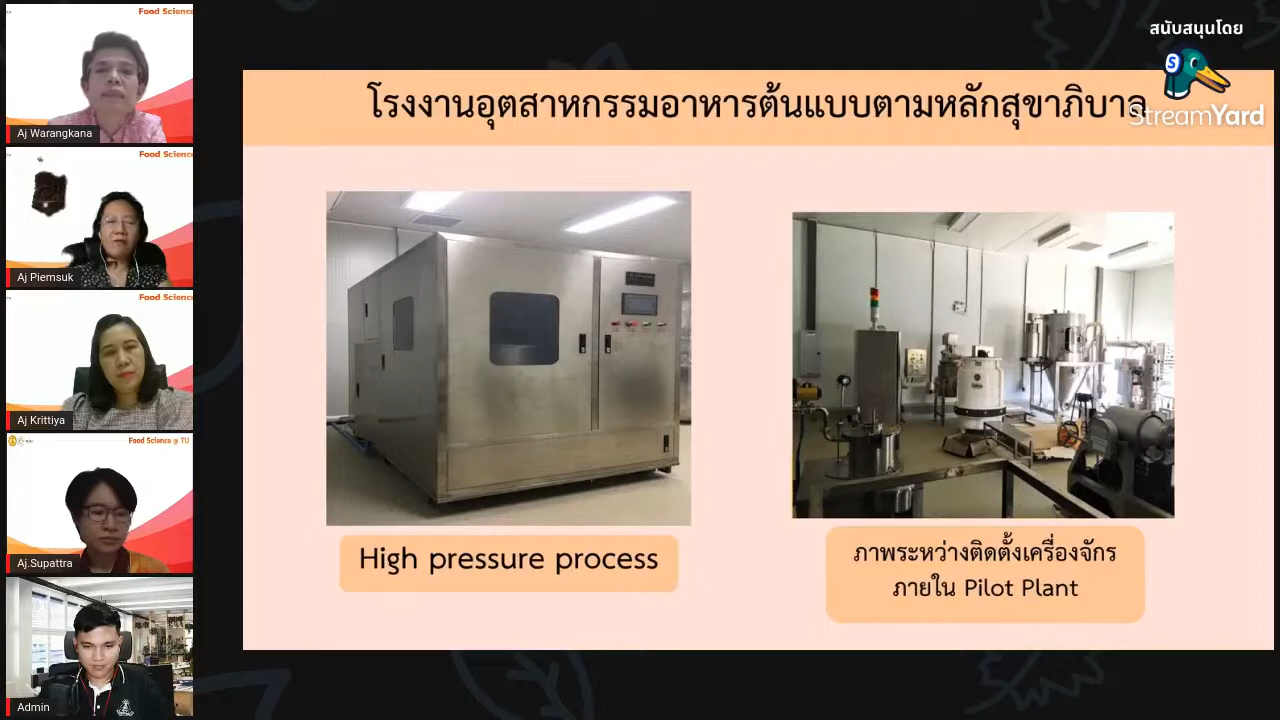 Food Science
Aj Warangkana
Food Science
Aj Piemsuk
Food Science
Aj Krittiya
Food Science @ TU
Aj.Supattra
Admin
สนับสนุนโดย
S
StreamYard
โรงงานอุตสาหกรรมอาหารต้นแบบตามหลักสุขาภิบาล
High pressure process
ภาพระหว่างติดตั้งเครื่องจักร
ภายใน Pilot Plant